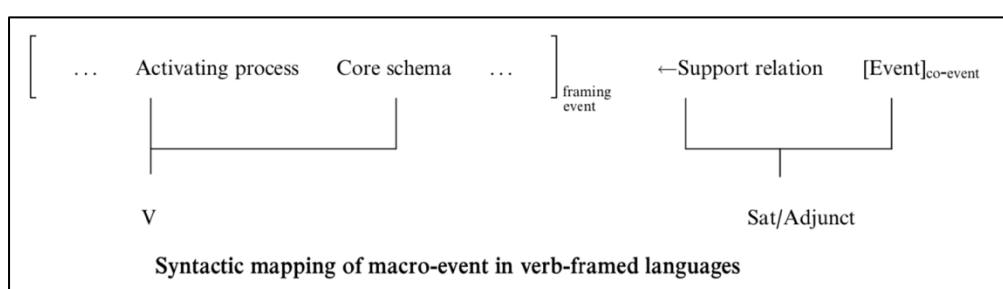 [ … Activating process Core schema … ]framing event ←Support relation [Event]co-event
V Sat/Adjunct
Syntactic mapping of macro-event in verb-framed languages